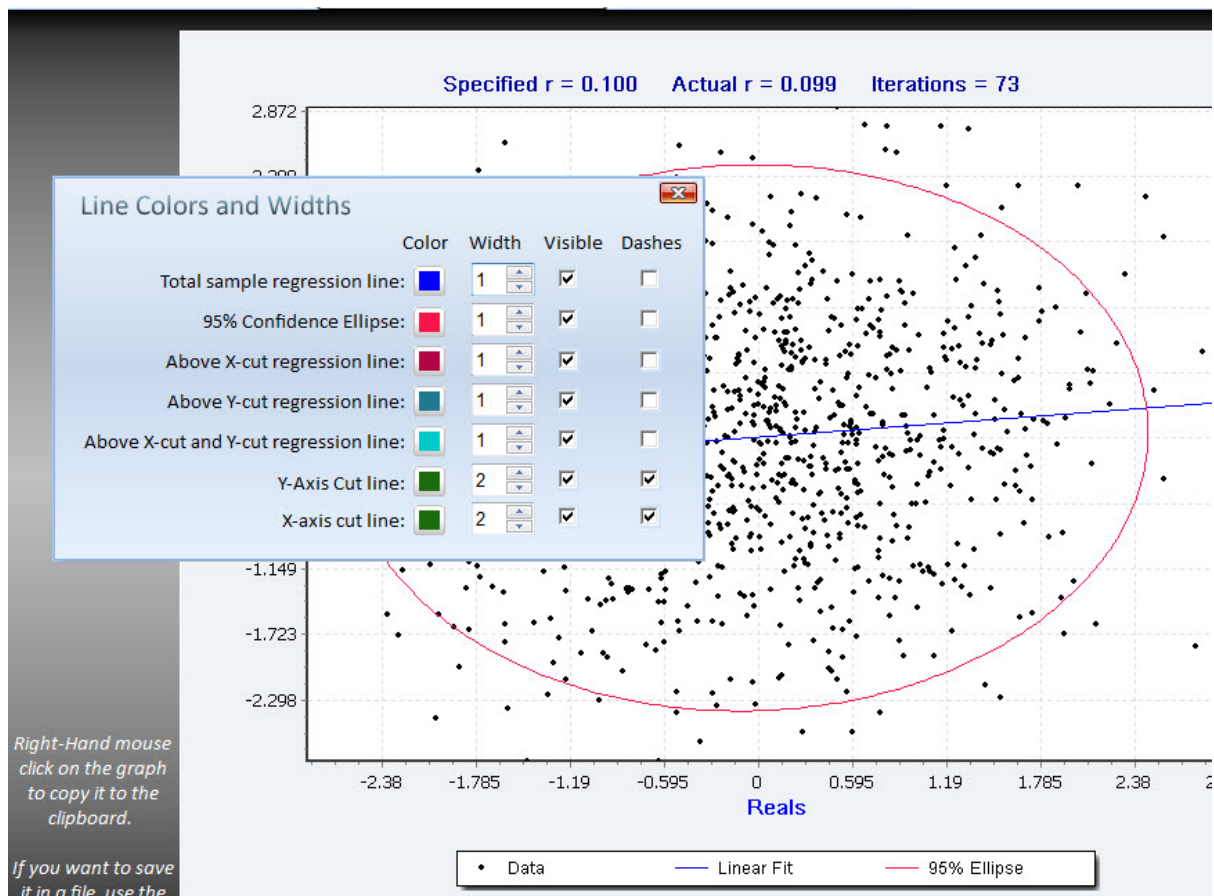 Specified r = 0.100 Actual r = 0.099 Iterations = 73
2.872
Line Colors and Widths
Color Width Visible Dashes
Total sample regression line: 1
95% Confidence Ellipse: 1
Above X-cut regression line: 1
Above Y-cut regression line: 1
Above X-cut and Y-cut regression line: 1
Y-Axis Cut line: 2
X-axis cut line: 2
-1.149
-1.723
-2.298
-2.38 -1.785 -1.19 -0.595 0 0.595 1.19 1.785 2.38
Reals
Data Linear Fit 95% Ellipse
Right-Hand mouse
click on the graph
to copy it to the
clipboard.
If you want to save
it in a file, use the